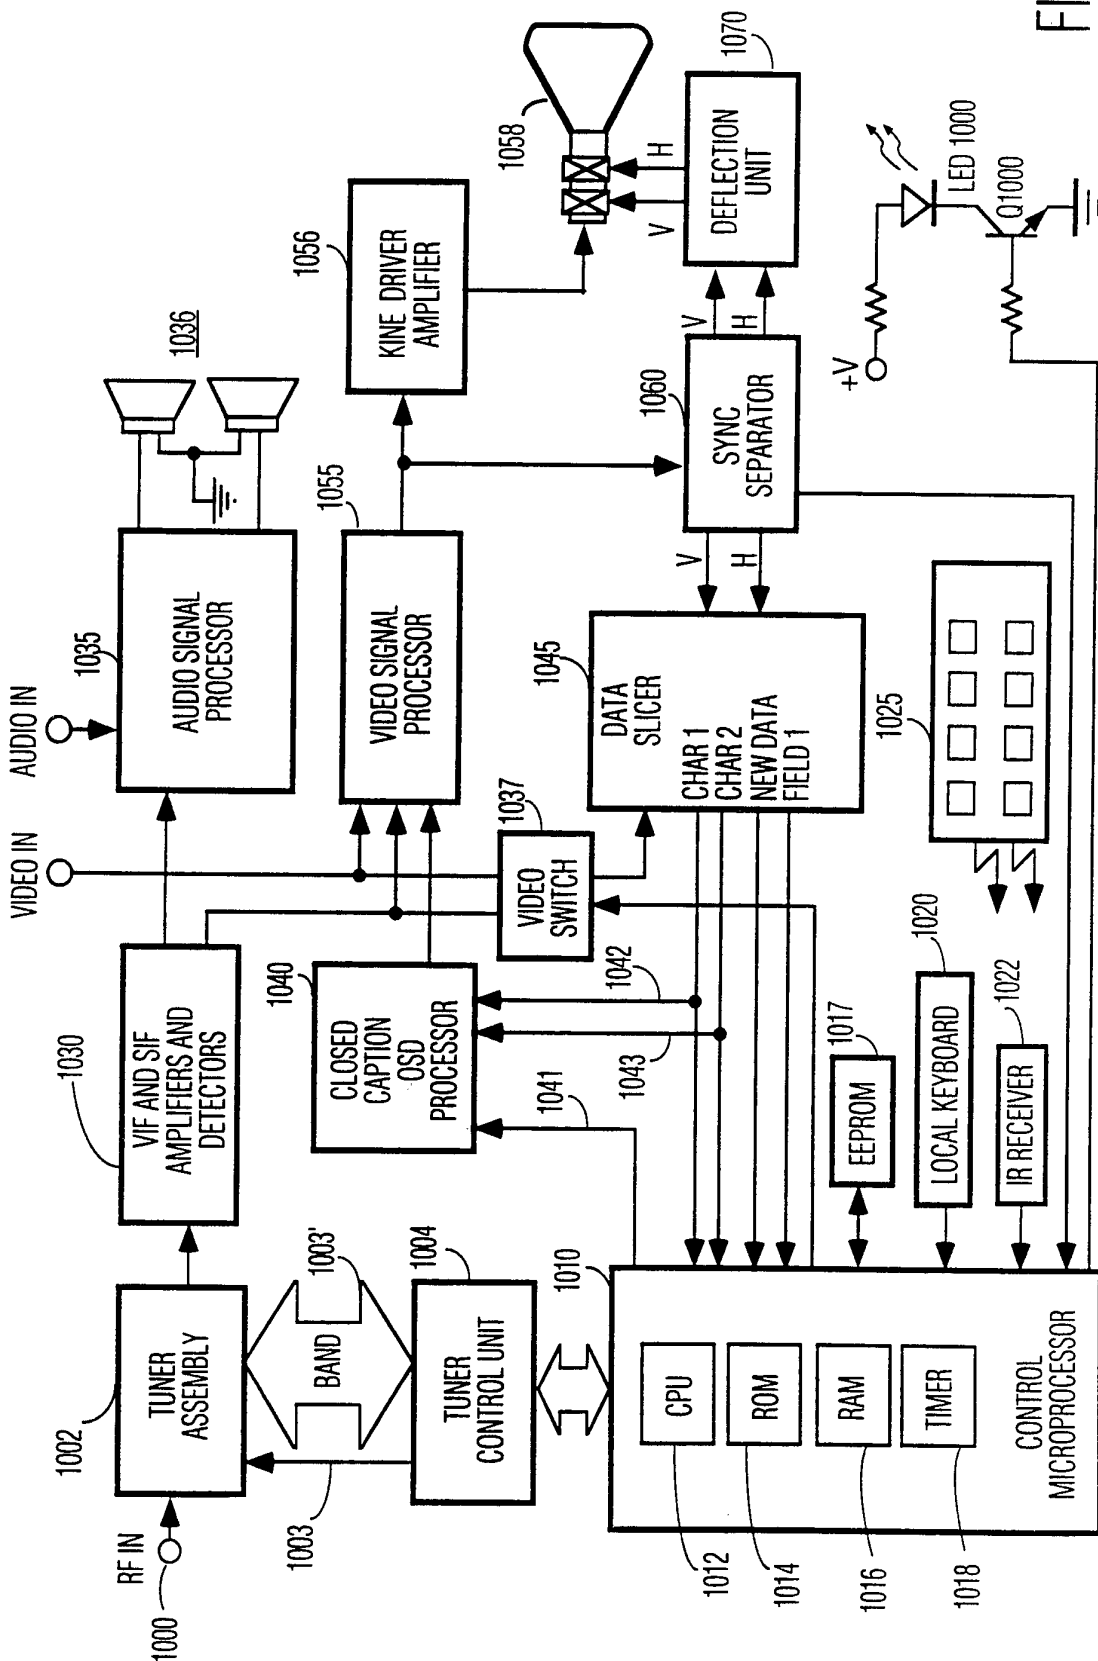 FI
RF IN
1000
1002
TUNER
ASSEMBLY
1003
BAND
1003'
1004
TUNER
CONTROL UNIT
1030
VIF AND SIF
AMPLIFIERS AND
DETECTORS
VIDEO IN
AUDIO IN
1035
AUDIO SIGNAL
PROCESSOR
1036
1040
CLOSED
CAPTION
OSD
PROCESSOR
1041
1042
1043
1037
VIDEO
SWITCH
1055
VIDEO SIGNAL
PROCESSOR
1056
KINE DRIVER
AMPLIFIER
1058
V
H
1070
DEFLECTION
UNIT
V
H
1060
SYNC
SEPARATOR
V
H
1045
DATA
SLICER
CHAR 1
CHAR 2
NEW DATA
FIELD 1
1010
CPU
ROM
RAM
TIMER
CONTROL
MICROPROCESSOR
1012
1014
1016
1018
1017
EEPROM
1020
LOCAL KEYBOARD
1022
IR RECEIVER
1025
+V
LED 1000
Q1000